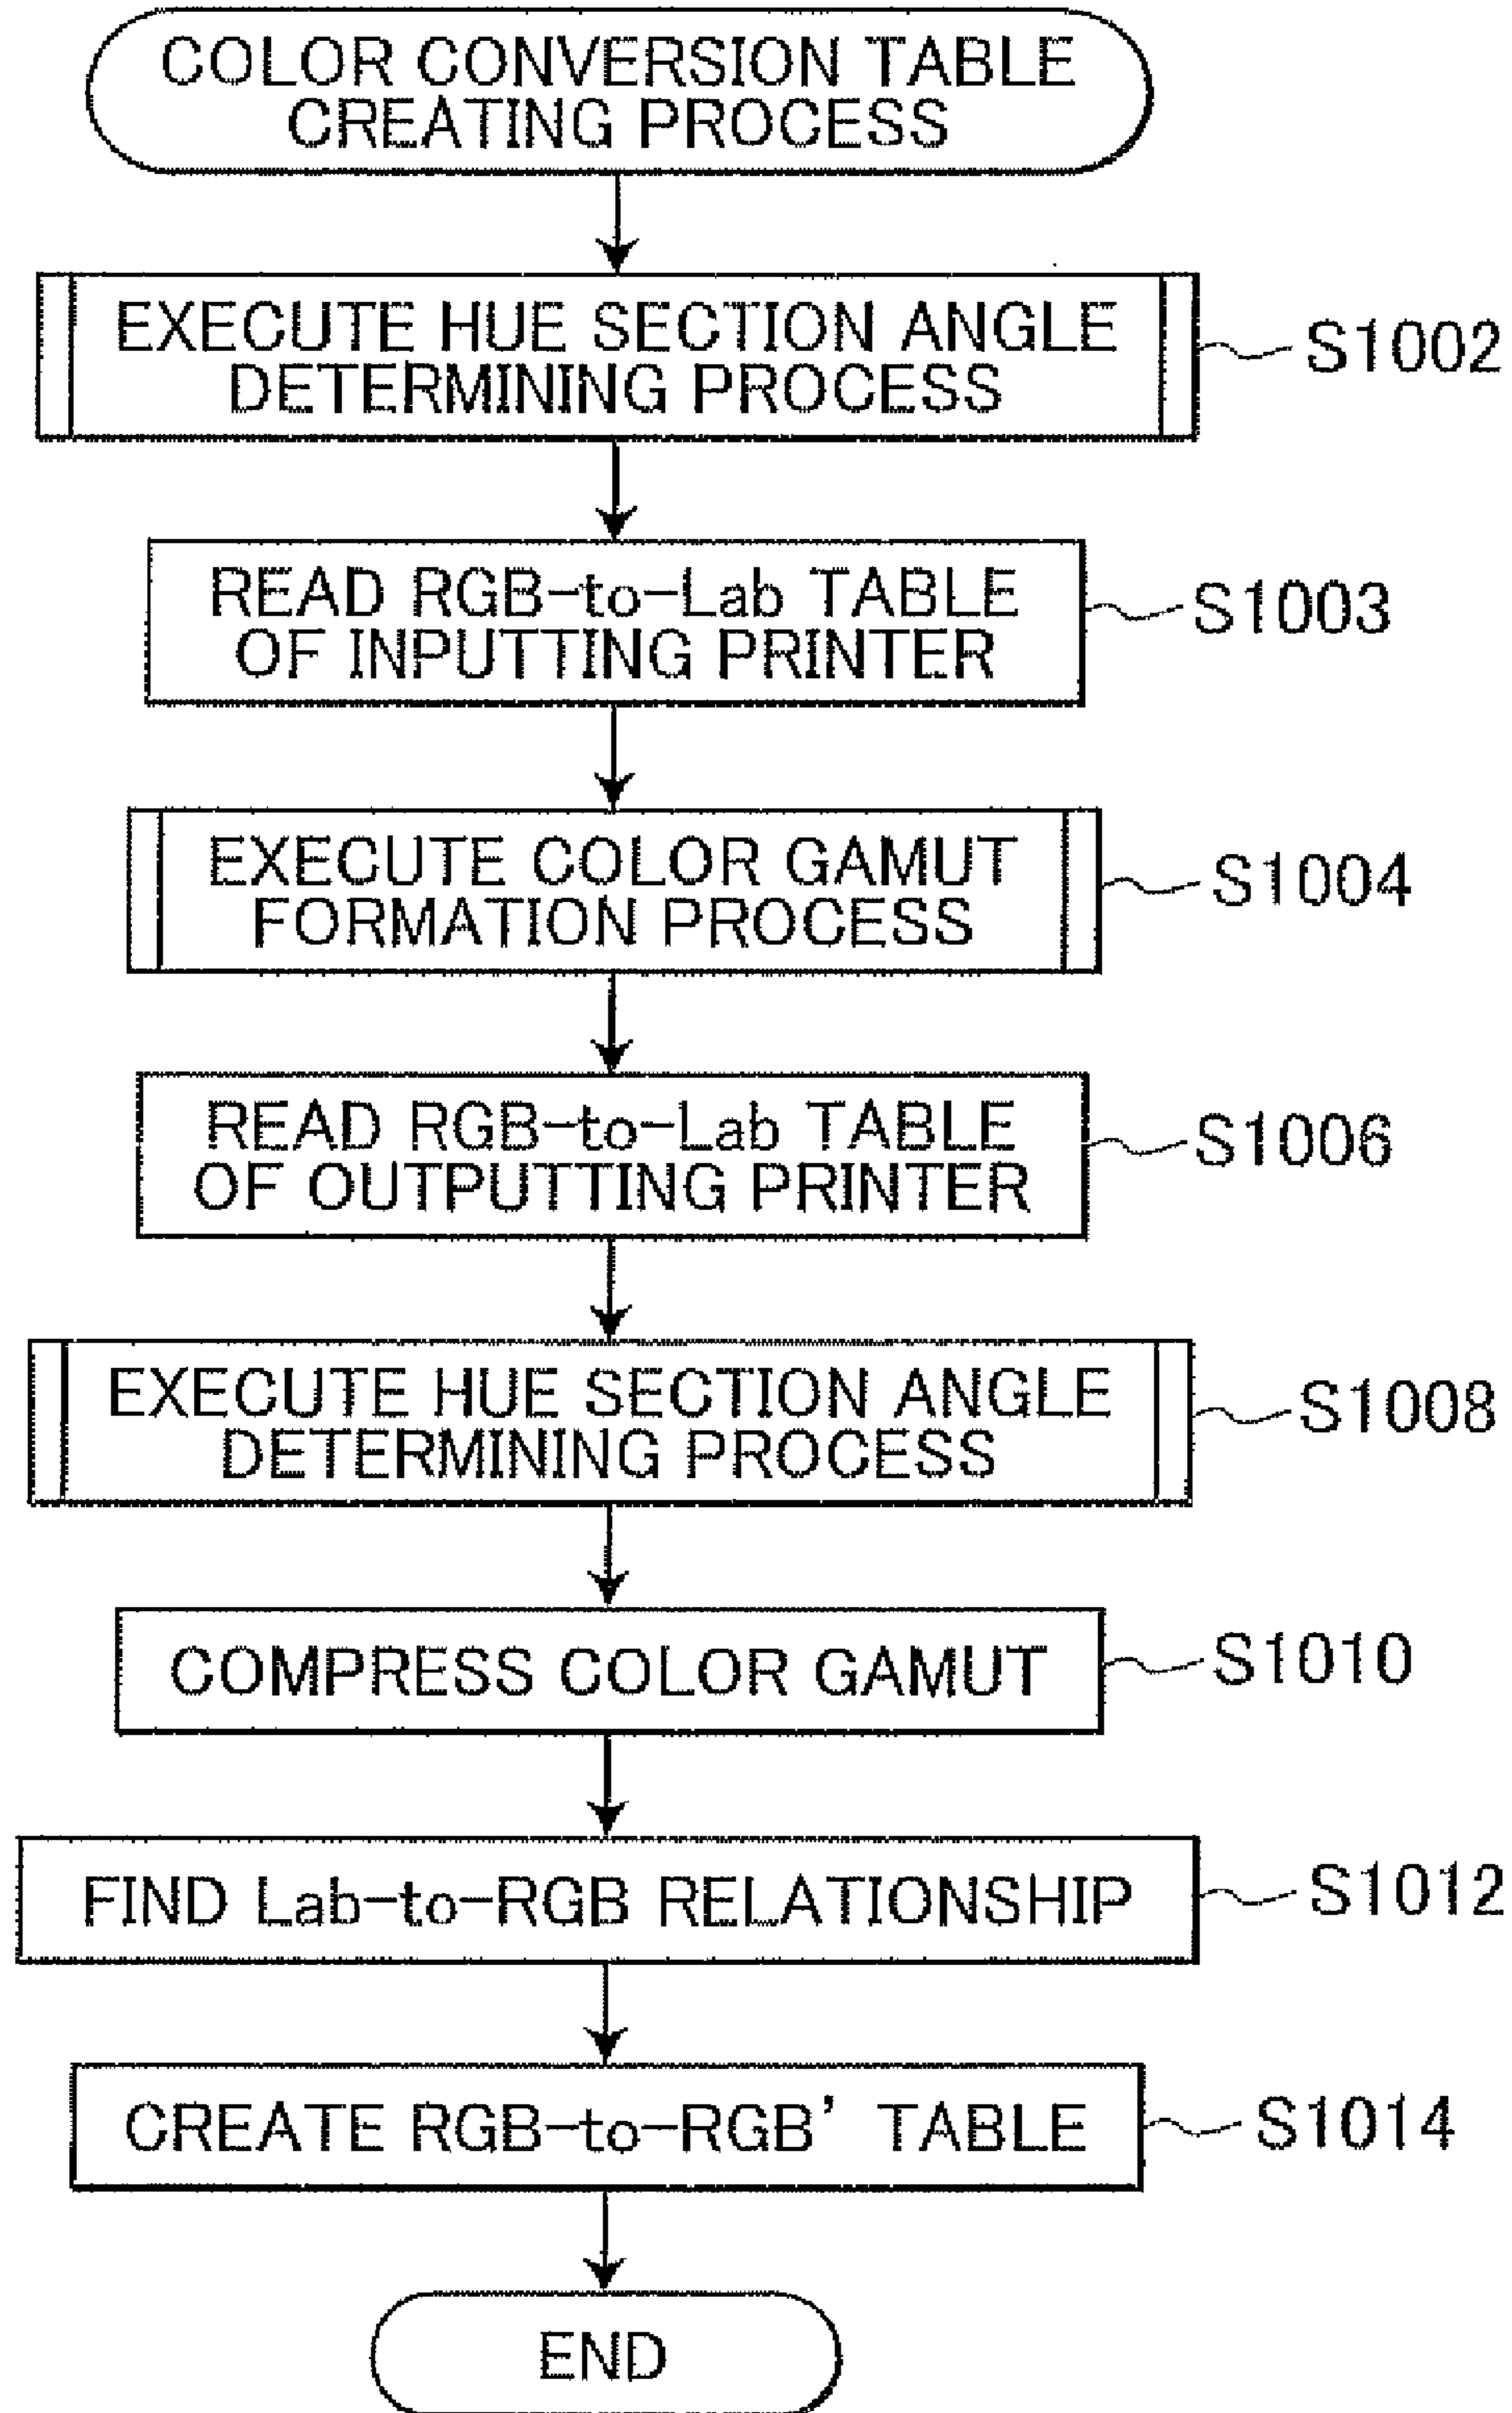 COLOR CONVERSION TABLE
CREATING PROCESS
EXECUTE HUE SECTION ANGLE
DETERMINING PROCESS
S1002
READ RGB-to-Lab TABLE
OF INPUTTING PRINTER
S1003
EXECUTE COLOR GAMUT
FORMATION PROCESS
S1004
READ RGB-to-Lab TABLE
OF OUTPUTTING PRINTER
S1006
EXECUTE HUE SECTION ANGLE
DETERMINING PROCESS
S1008
COMPRESS COLOR GAMUT
S1010
FIND Lab-to-RGB RELATIONSHIP
S1012
CREATE RGB-to-RGB' TABLE
S1014
END